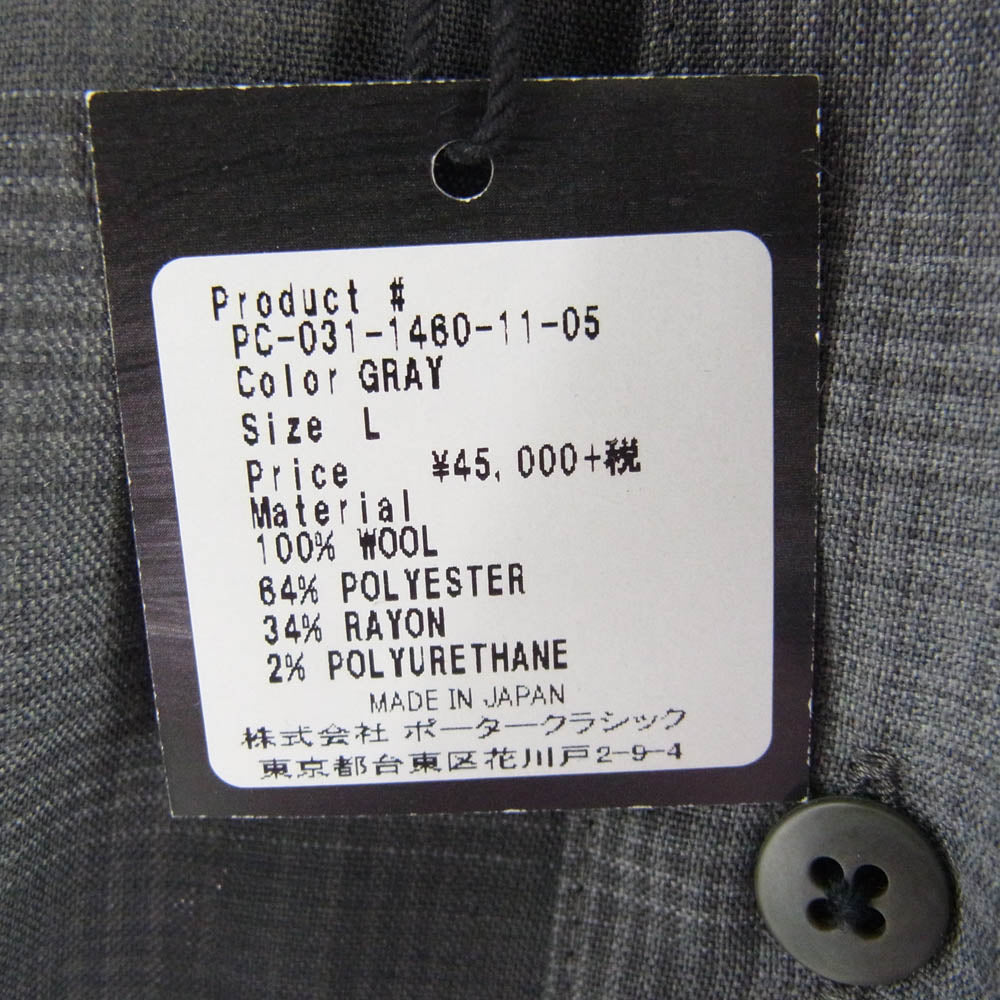 Product #
PC-031-1460-11-05
Color GRAY
Size L
Price ¥45,000+税
Material
100% WOOL
64% POLYESTER
34% RAYON
2% POLYURETHANE
MADE IN JAPAN
株式会社 ポータークラシック
東京都台東区花川戸2-9-4